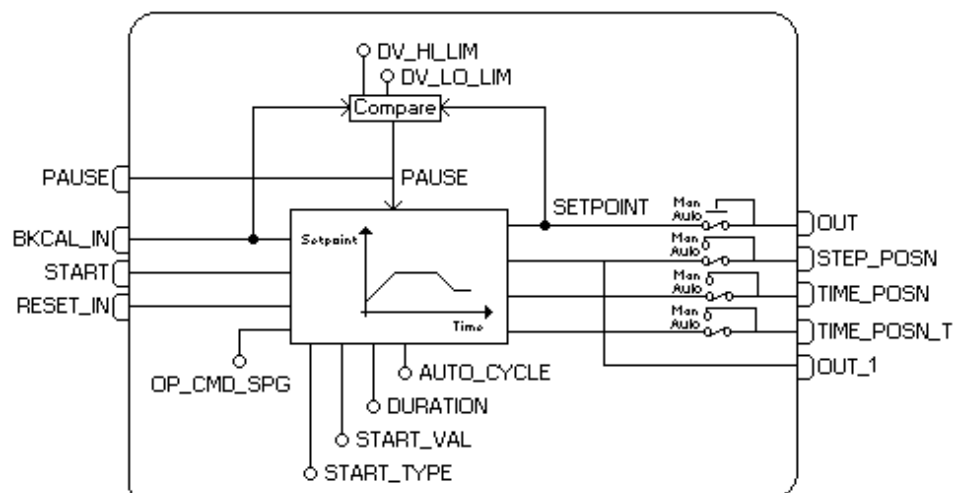 DV_HI_LIM
DV_LO_LIM
Compare
PAUSE
PAUSE
SETPOINT
Man
Auto
OUT
BKCAL_IN
Setpoint
Man
Auto
STEP_POSN
START
Man
Auto
TIME_POSN
RESET_IN
Time
Man
Auto
TIME_POSN_T
OP_CMD_SPG
AUTO_CYCLE
OUT_1
DURATION
START_VAL
START_TYPE